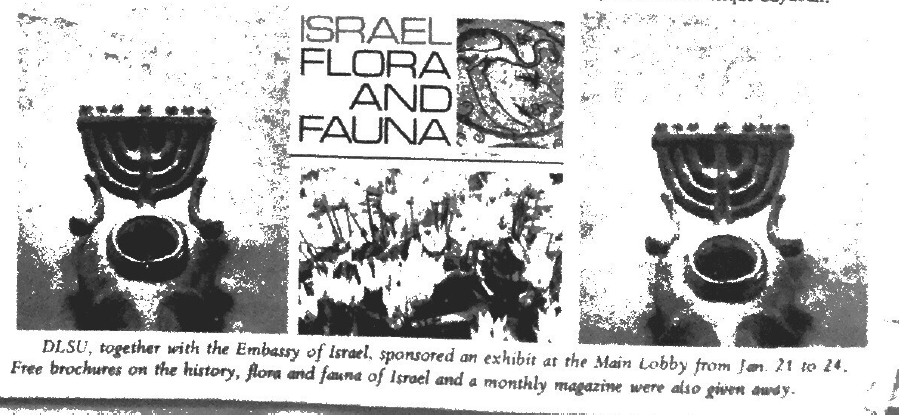 ISRAEL
FLORA
AND
FAUNA
DLSU, together with the Embassy of Israel, sponsored an exhibit at the Main Lobby from Jan. 21 to 24.
Free brochures on the history, flora and fauna of Israel and a monthly magazine were also given away.